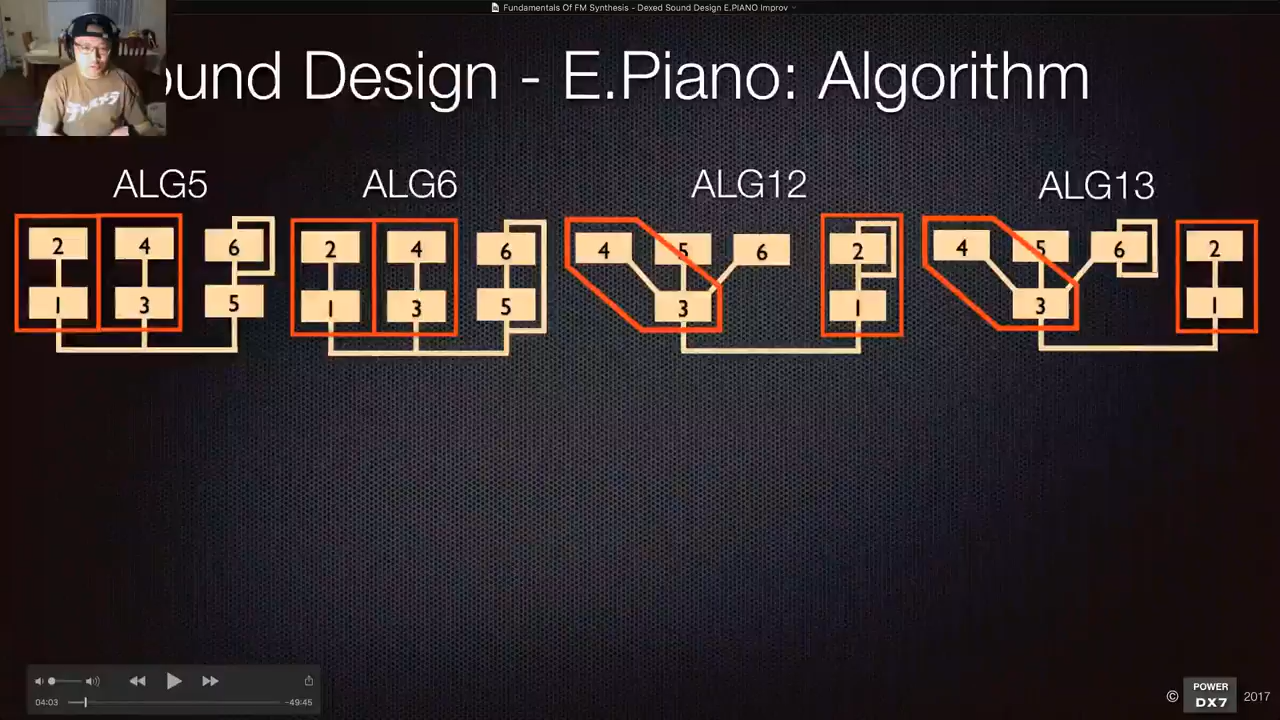 Fundamentals Of FM Synthesis - Dexed Sound Design E.PIANO Improv
ound Design - E.Piano: Algorithm
ALG5 ALG6 ALG12 ALG13
2 4 6 2 4 6 4 5 6 2 4 5 6 2
1 3 5 1 3 5 3 1 3 1
04:03 -49:45
© POWER DX7 2017